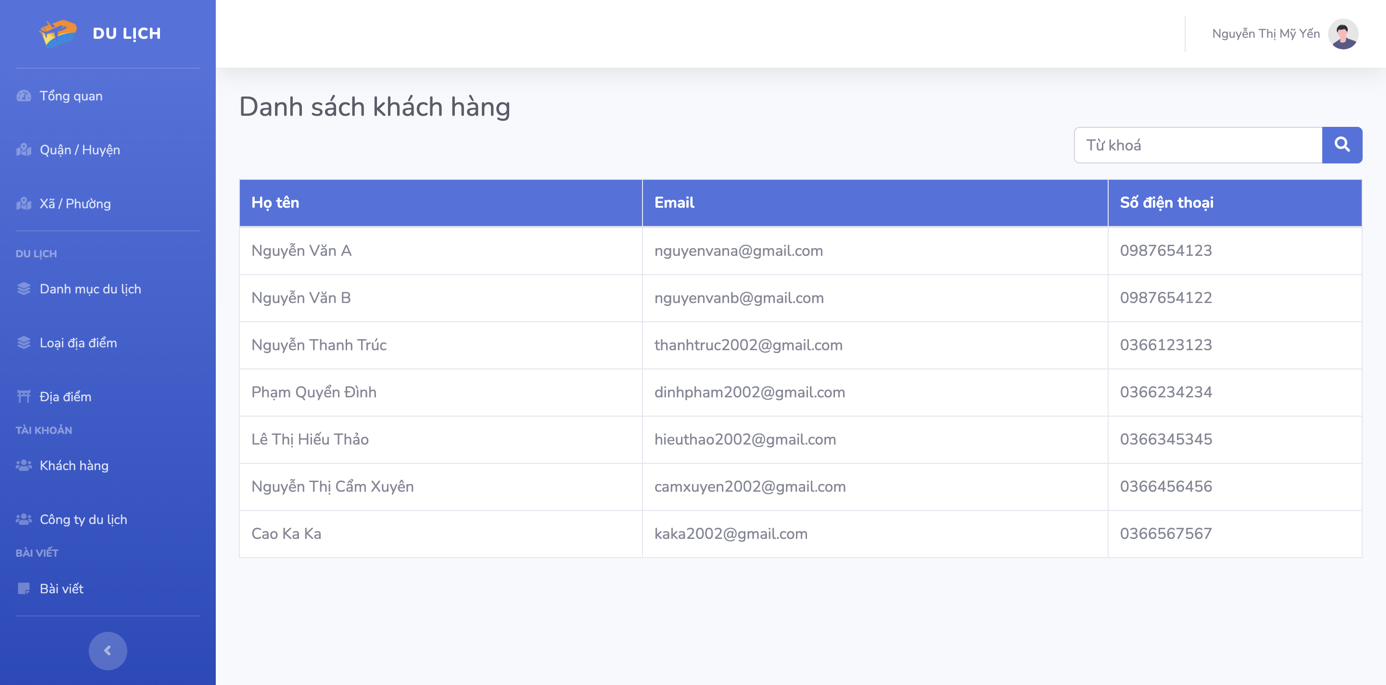 DU LỊCH
Nguyễn Thị Mỹ Yến
Tổng quan
Quận / Huyện
Xã / Phường
DU LỊCH
Danh mục du lịch
Loại địa điểm
Địa điểm
TÀI KHOẢN
Khách hàng
Công ty du lịch
BÀI VIẾT
Bài viết
Danh sách khách hàng
Từ khoá
Họ tên Email Số điện thoại
Nguyễn Văn A nguyenvana@gmail.com 0987654123
Nguyễn Văn B nguyenvanb@gmail.com 0987654122
Nguyễn Thanh Trúc thanhtruc2002@gmail.com 0366123123
Phạm Quyển Đình dinhpham2002@gmail.com 0366234234
Lê Thị Hiếu Thảo hieuthao2002@gmail.com 0366345345
Nguyễn Thị Cẩm Xuyên camxuyen2002@gmail.com 0366456456
Cao Ka Ka kaka2002@gmail.com 0366567567